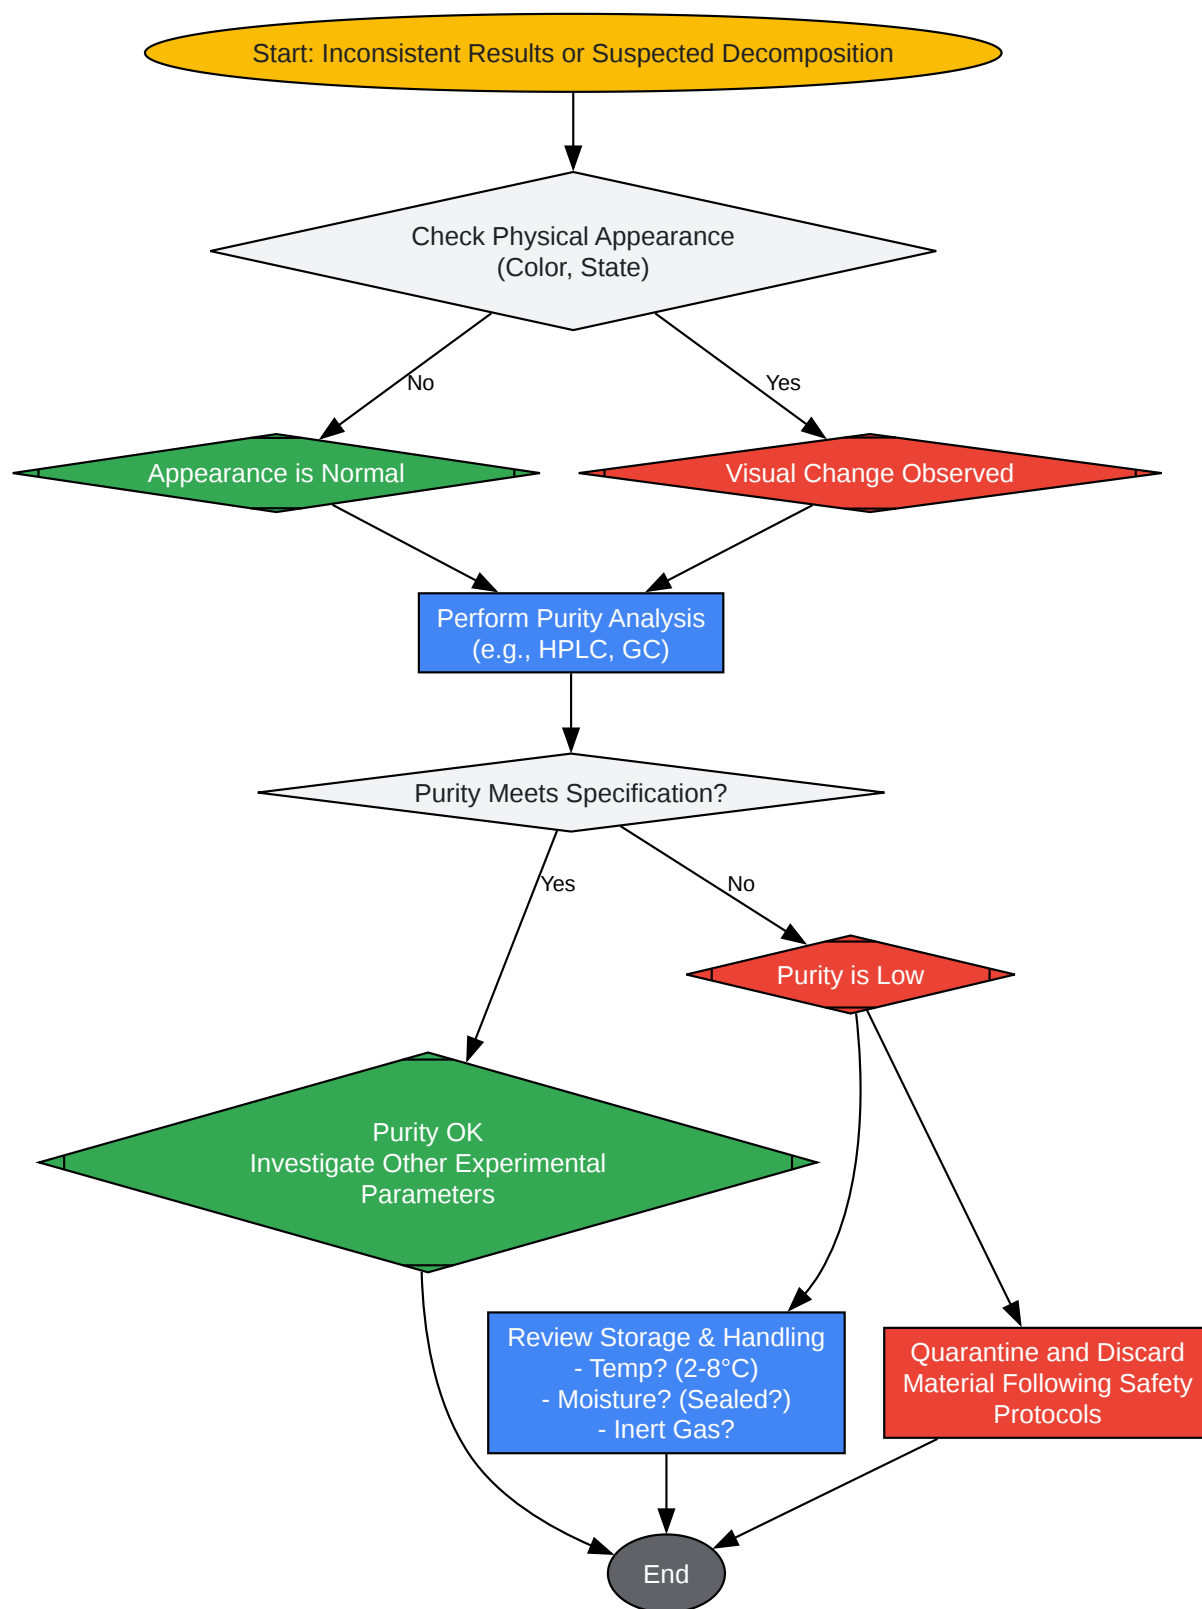 Start: Inconsistent Results or Suspected Decomposition
Check Physical Appearance
(Color, State)
No
Yes
Appearance is Normal
Visual Change Observed
Perform Purity Analysis
(e.g., HPLC, GC)
Purity Meets Specification?
Yes
No
Purity is Low
Purity OK
Investigate Other Experimental
Parameters
Review Storage & Handling
- Temp? (2-8°C)
- Moisture? (Sealed?)
- Inert Gas?
Quarantine and Discard
Material Following Safety
Protocols
End